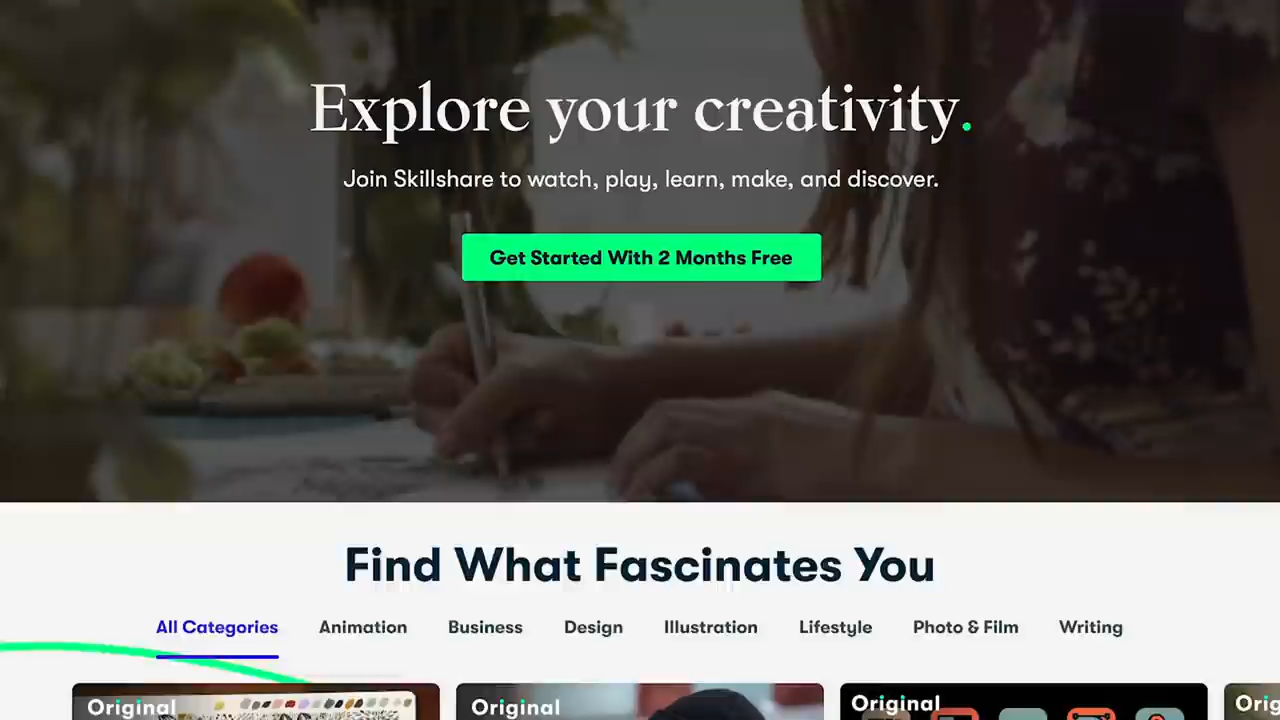 Explore your creativity.
Join Skillshare to watch, play, learn, make, and discover.
Get Started With 2 Months Free
Find What Fascinates You
All Categories Animation Business Design Illustration Lifestyle Photo & Film Writing
Original Original Original